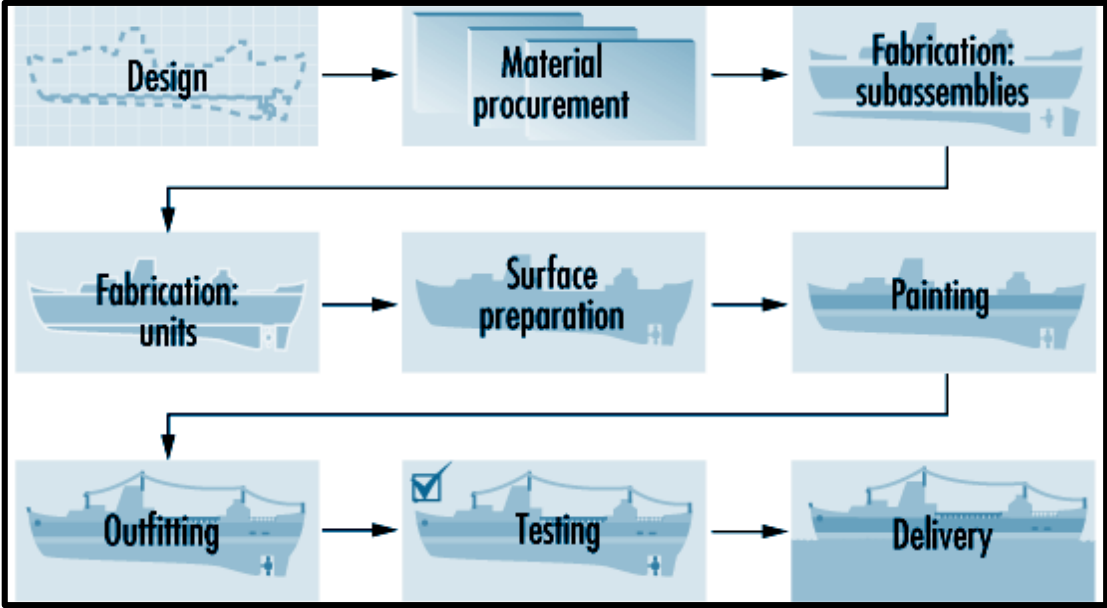 Design
Material
procurement
Fabrication:
subassemblies
Fabrication:
units
Surface
preparation
Painting
Outfitting
Testing
Delivery